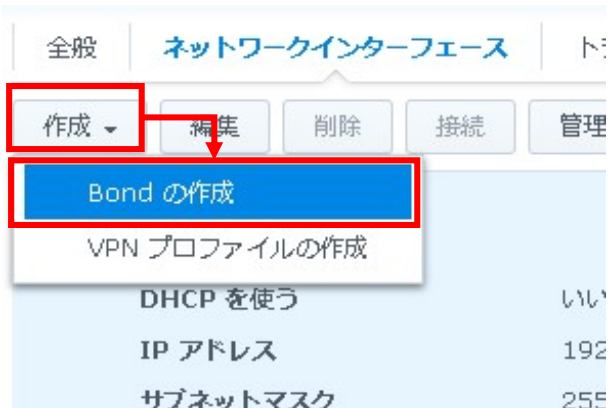 全般 ネットワークインターフェース
作成 編集 削除 接続 管理
Bond の作成
VPN プロファイルの作成
DHCP を使う
IP アドレス 192
サブネットマスク 255